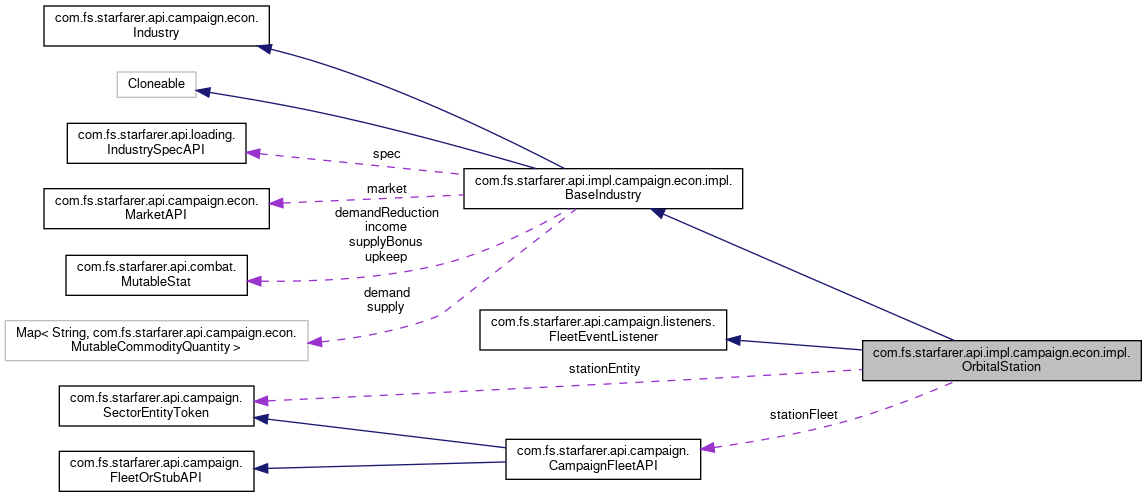 com.fs.starfarer.api.campaign.econ.
Industry
Cloneable
com.fs.starfarer.api.loading.
IndustrySpecAPI
spec
com.fs.starfarer.api.impl.campaign.econ.impl.
BaseIndustry
com.fs.starfarer.api.campaign.econ.
MarketAPI
market
demandReduction
income
supplyBonus
upkeep
com.fs.starfarer.api.combat.
MutableStat
demand
supply
Map< String, com.fs.starfarer.api.campaign.econ.
MutableCommodityQuantity >
com.fs.starfarer.api.campaign.listeners.
FleetEventListener
com.fs.starfarer.api.impl.campaign.econ.impl.
OrbitalStation
stationEntity
com.fs.starfarer.api.campaign.
SectorEntityToken
stationFleet
com.fs.starfarer.api.campaign.
CampaignFleetAPI
com.fs.starfarer.api.campaign.
FleetOrStubAPI